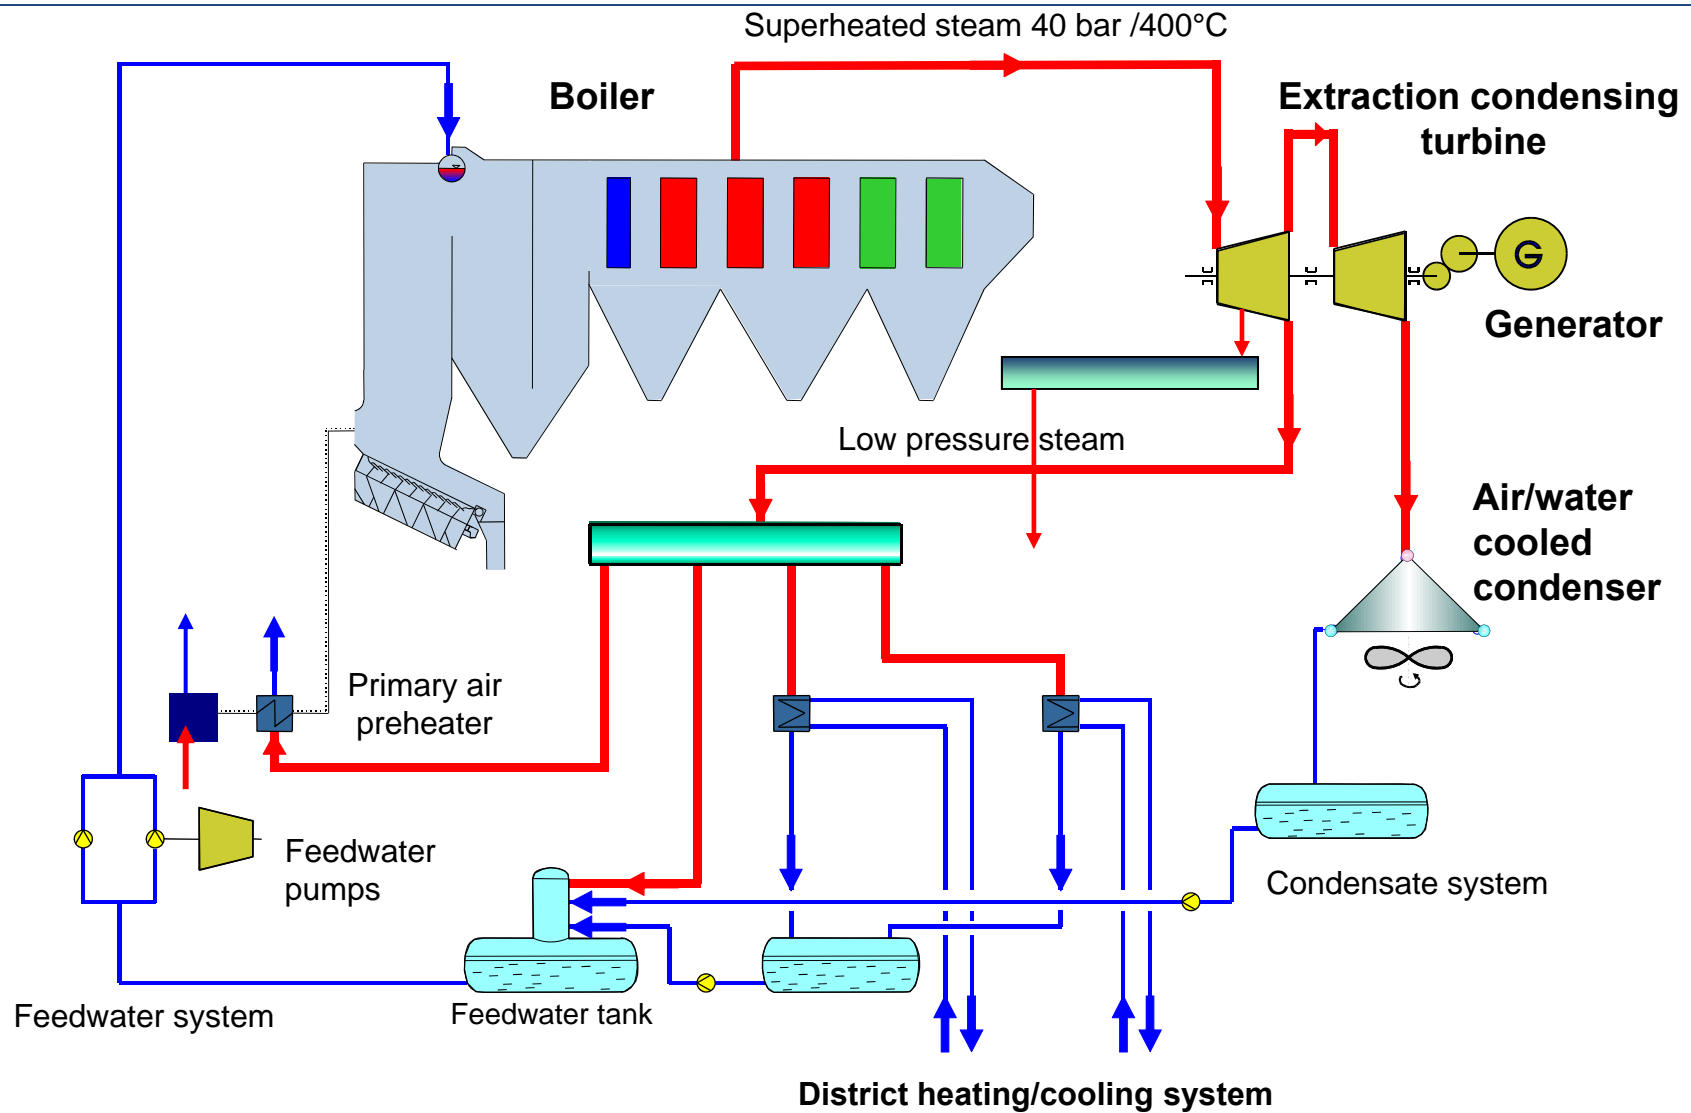 Superheated steam 40 bar /400°C
Boiler
Extraction condensing
turbine
G
Generator
Low pressure steam
Air/water
cooled
condenser
Primary air
preheater
Feedwater
pumps
Condensate system
Feedwater system
Feedwater tank
District heating/cooling system